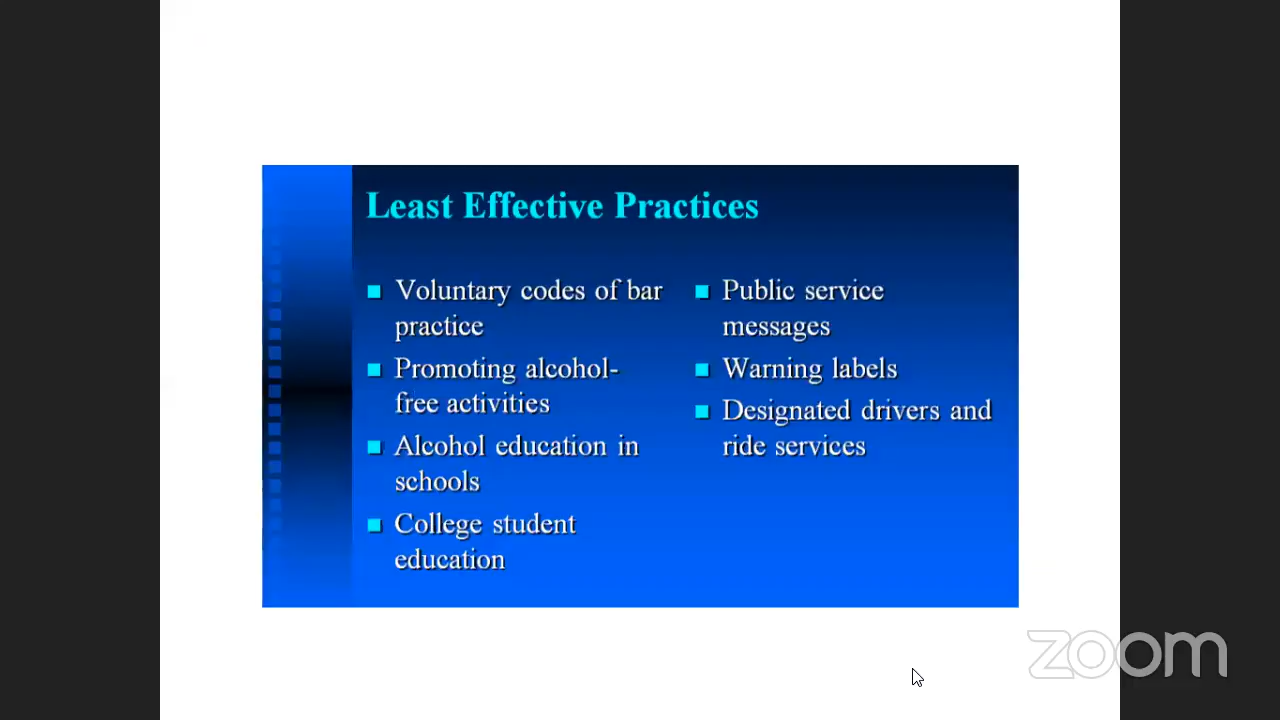 Least Effective Practices
Voluntary codes of bar
practice
Promoting alcohol-
free activities
Alcohol education in
schools
College student
education
Public service
messages
Warning labels
Designated drivers and
ride services
zoom